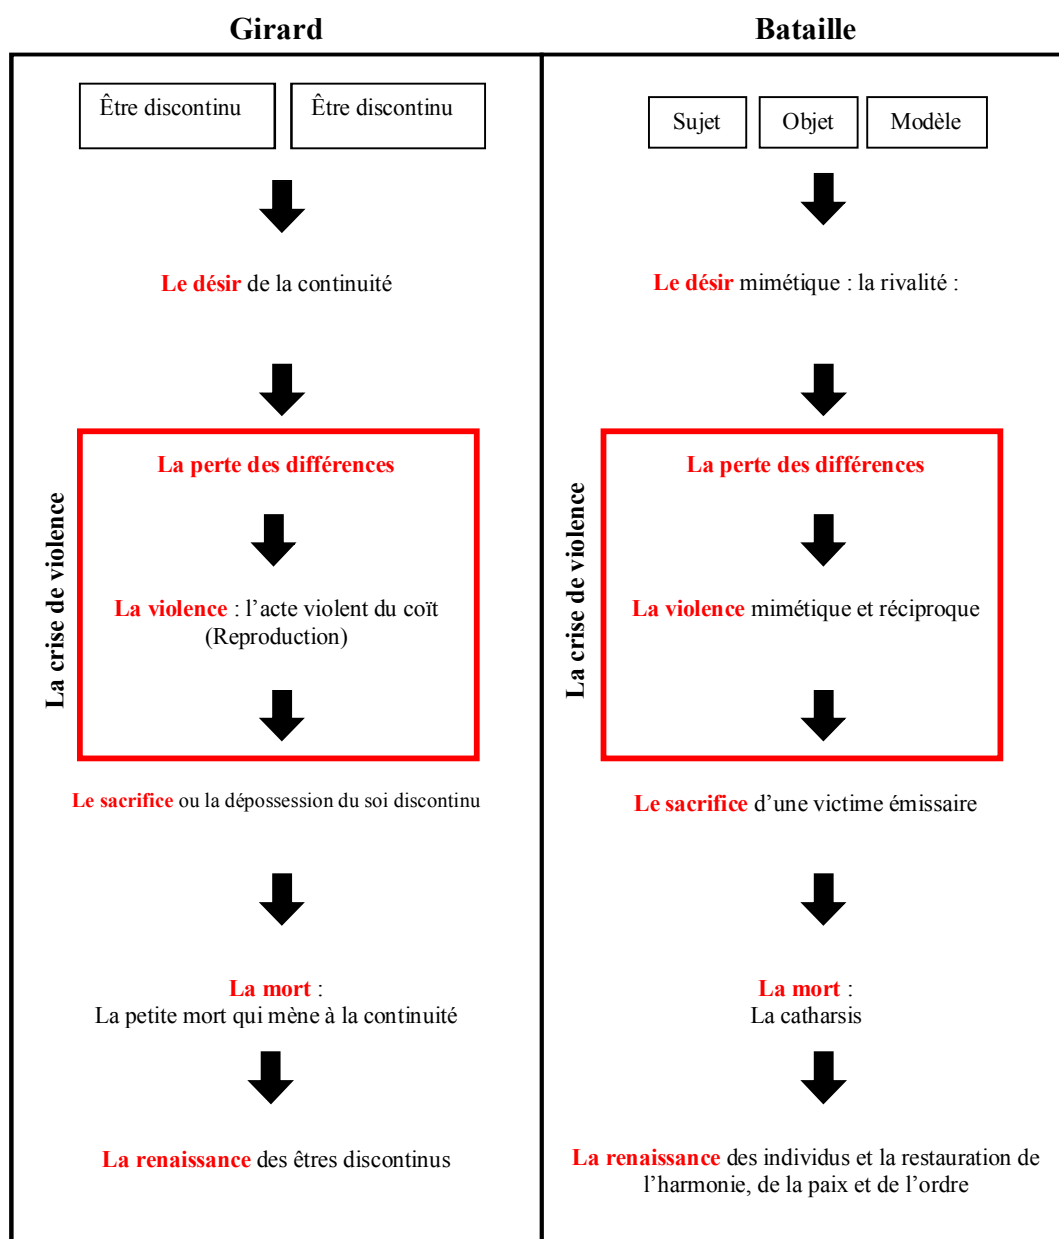 Girard
Être discontinu
Être discontinu
Le désir de la continuité
La crise de violence
La perte des différences
La violence : l’acte violent du coït
(Reproduction)
Le sacrifice ou la dépossession du soi discontinu
La mort :
La petite mort qui mène à la continuité
La renaissance des êtres discontinus
Bataille
Sujet
Objet
Modèle
Le désir mimétique : la rivalité :
La crise de violence
La perte des différences
La violence mimétique et réciproque
Le sacrifice d’une victime émissaire
La mort :
La catharsis
La renaissance des individus et la restauration de
l’harmonie, de la paix et de l’ordre